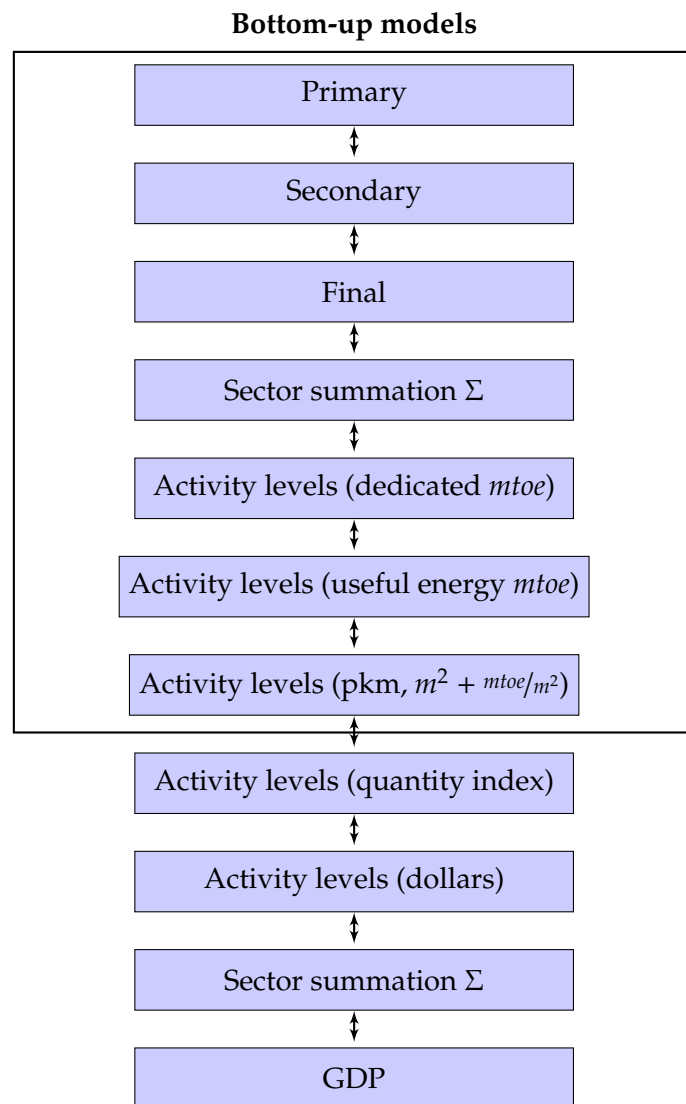 Bottom-up models
Primary
Secondary
Final
Sector summation Σ
Activity levels (dedicated mtoe)
Activity levels (useful energy mtoe)
Activity levels (pkm, m² + mtoe/m²)
Activity levels (quantity index)
Activity levels (dollars)
Sector summation Σ
GDP